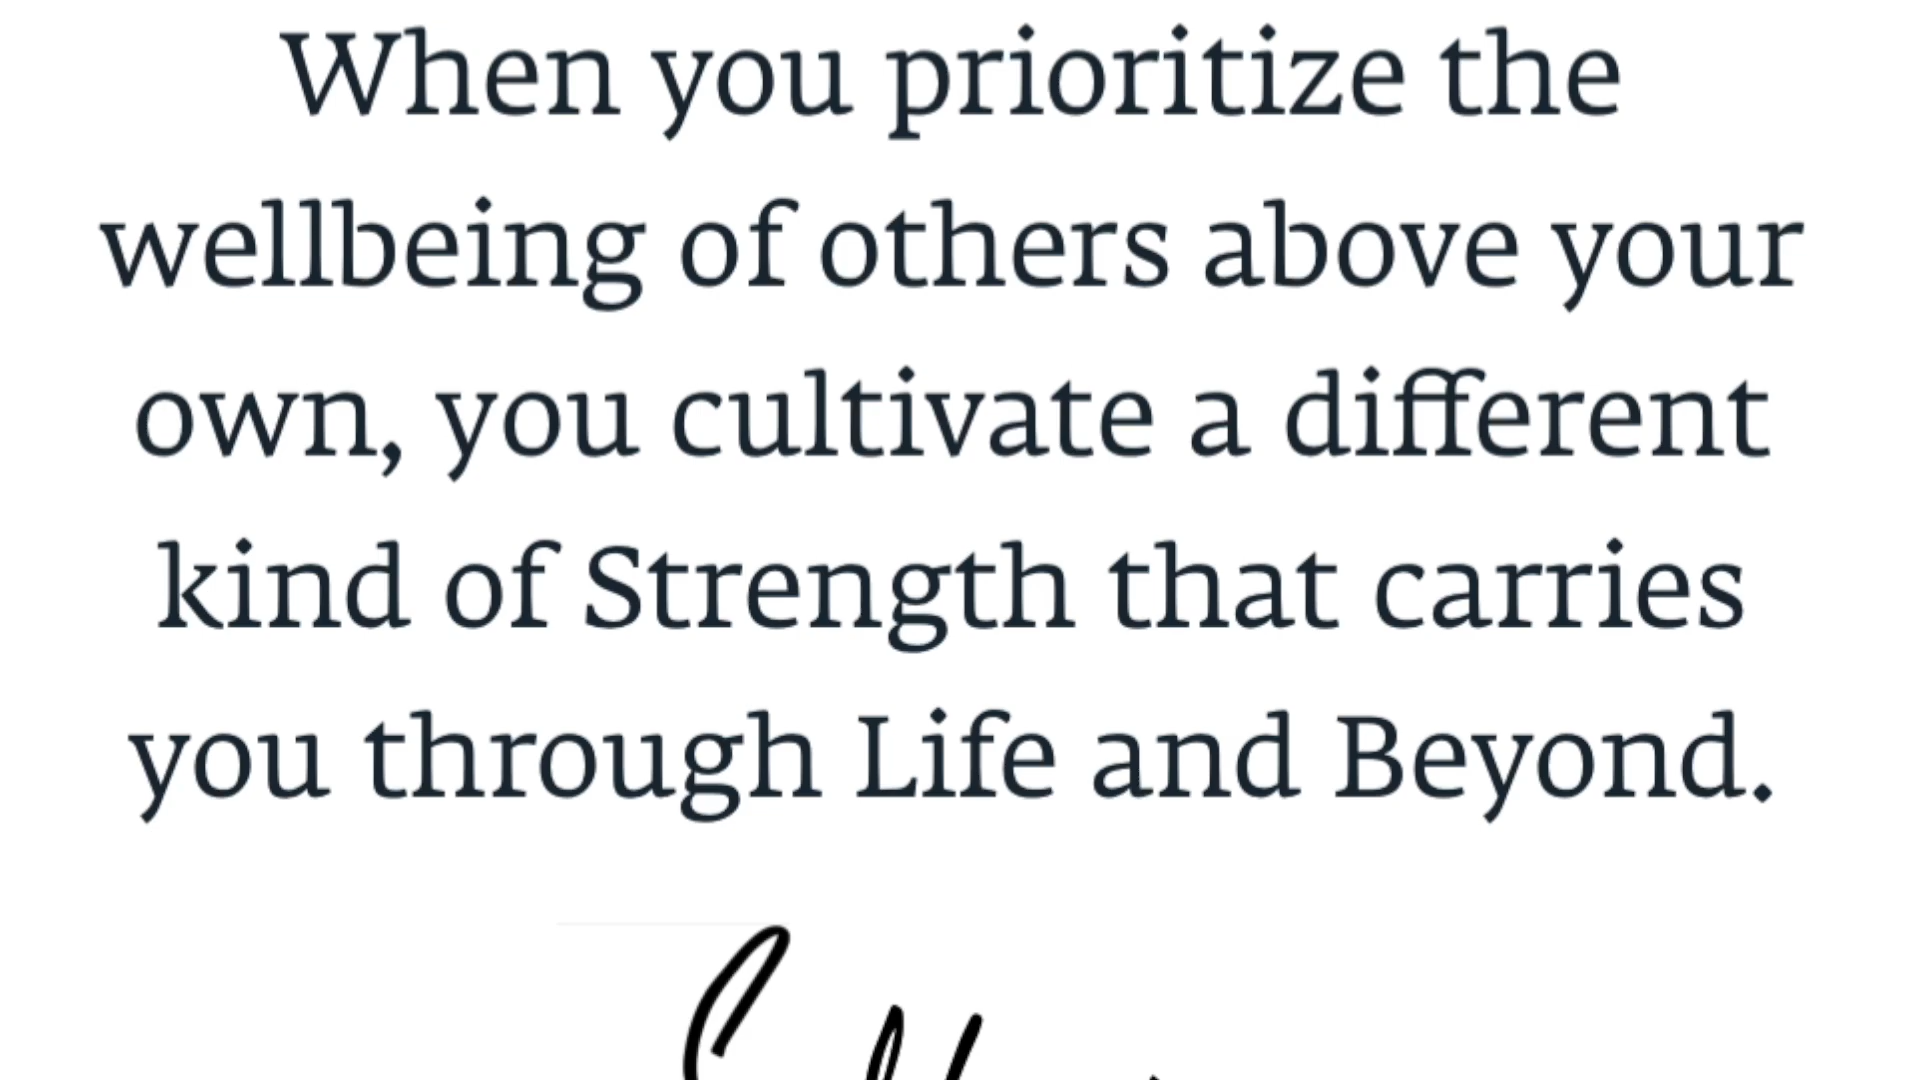 When you prioritize the
wellbeing of others above your
own, you cultivate a different
kind of Strength that carries
you through Life and Beyond.